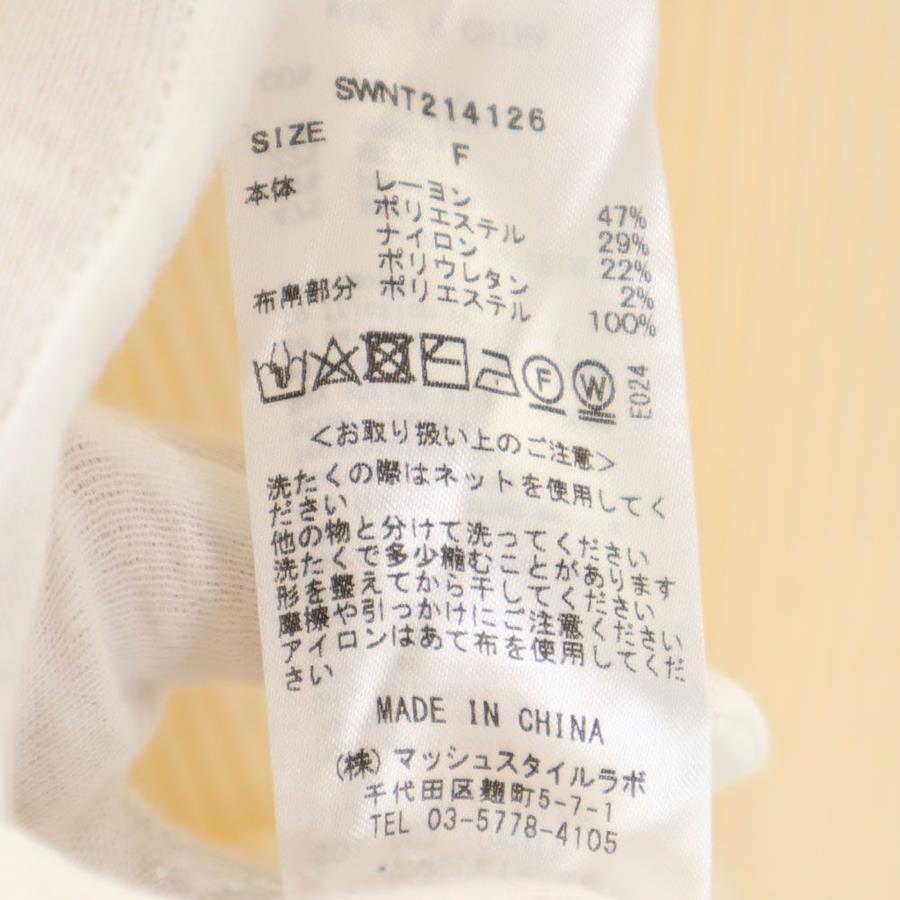 SWNT214126
SIZE F
本体 レーヨン 47%
ポリエステル 29%
ナイロン 22%
ポリウレタン 2%
布帛部分 ポリエステル 100%
F W E024
＜お取り扱い上のご注意＞
洗たくの際はネットを使用してく
ださい
他の物と分けて洗ってください
洗たくで多少縮むことがあります
形を整えてから干してください
摩擦や引っかけにご注意ください
アイロンはあて布を使用してくだ
さい
MADE IN CHINA
(株)マッシュスタイルラボ
千代田区麹町5-7-1
TEL 03-5778-4105